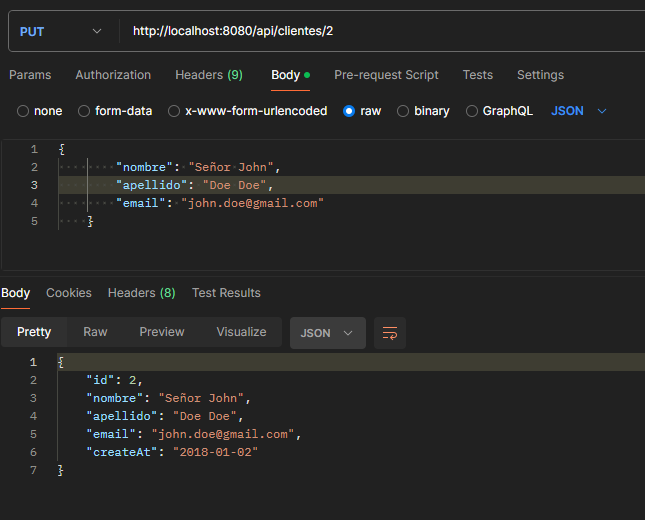 PUT http://localhost:8080/api/clientes/2
Params Authorization Headers (9) Body Pre-request Script Tests Settings
none form-data x-www-form-urlencoded raw binary GraphQL JSON
1 {
2 "nombre": "Señor John",
3 "apellido": "Doe Doe",
4 "email": "john.doe@gmail.com"
5 }
Body Cookies Headers (8) Test Results
Pretty Raw Preview Visualize JSON
1 {
2 "id": 2,
3 "nombre": "Señor John",
4 "apellido": "Doe Doe",
5 "email": "john.doe@gmail.com",
6 "createAt": "2018-01-02"
7 }